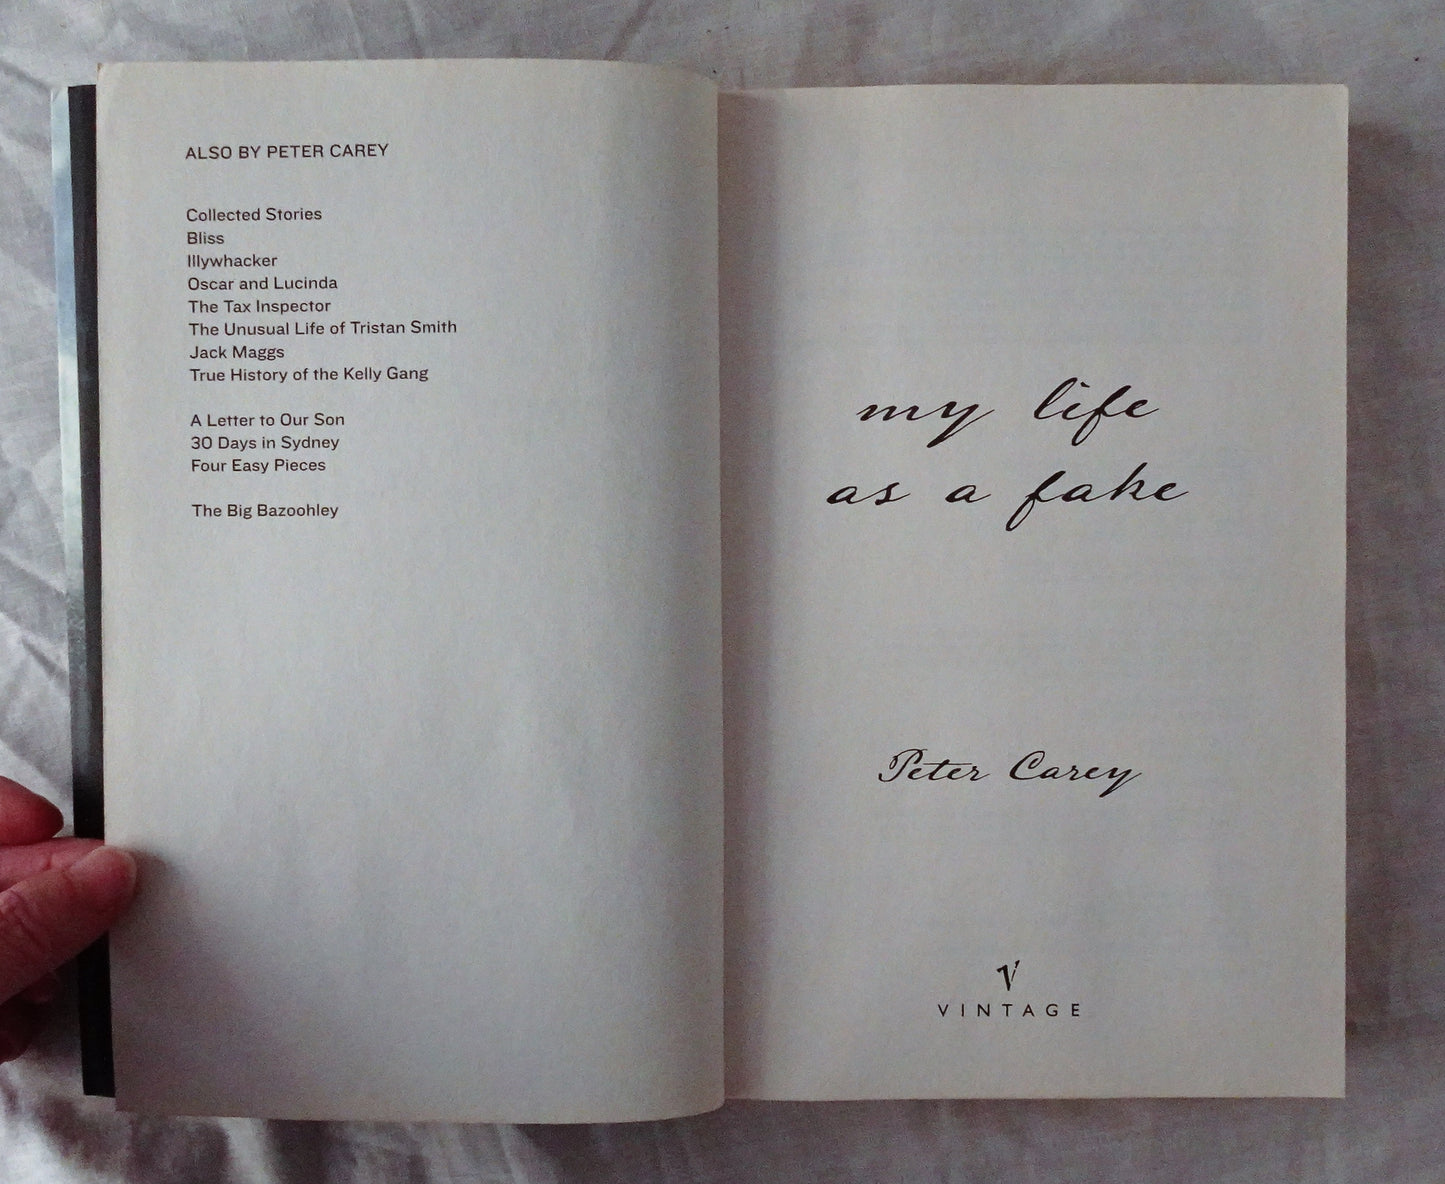 ALSO BY PETER CAREY
Collected Stories
Bliss
Illywhacker
Oscar and Lucinda
The Tax Inspector
The Unusual Life of Tristan Smith
Jack Maggs
True History of the Kelly Gang
A Letter to Our Son
30 Days in Sydney
Four Easy Pieces
The Big Bazoohley
my life
as a fake
Peter Carey
V
VINTAGE